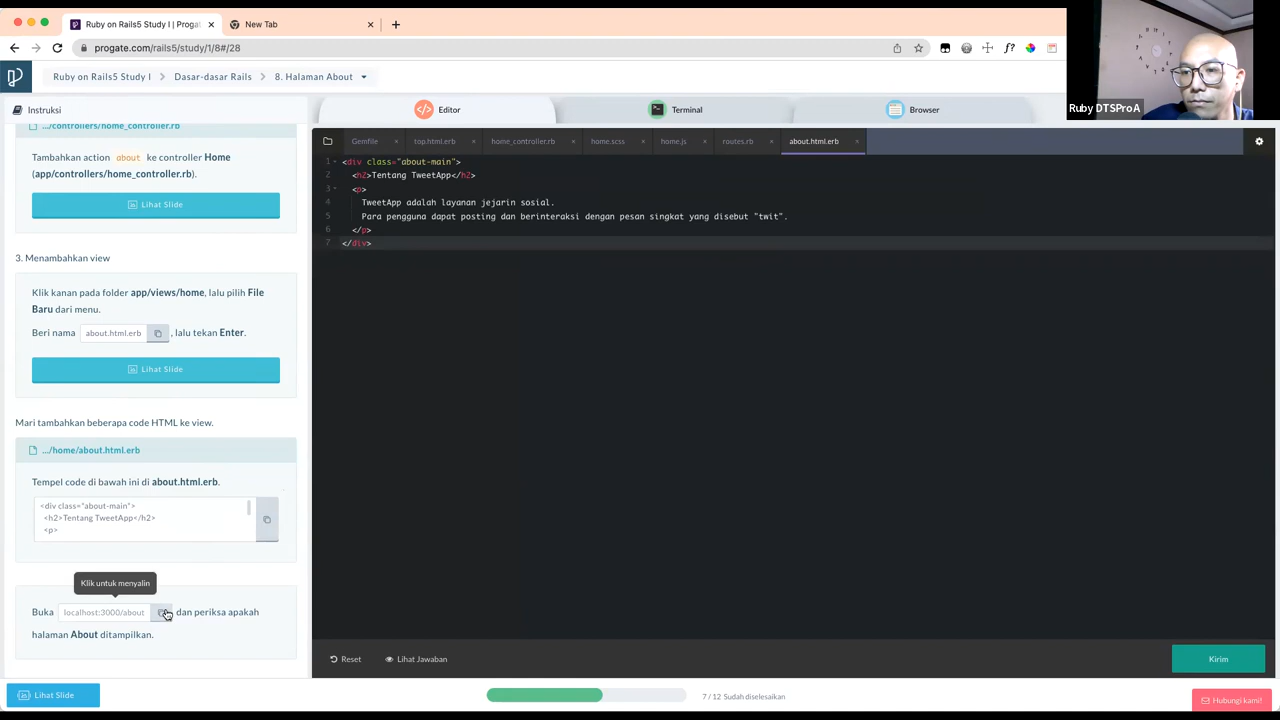 Ruby on Rails5 Study I | Progat
New Tab
progate.com/rails5/study/1/8#/28
Ruby DTSPro A
Ruby on Rails5 Study I
Dasar-dasar Rails
8. Halaman About
Instruksi
Editor
Terminal
Browser
.../controllers/home_controller.rb
Tambahkan action about ke controller Home
(app/controllers/home_controller.rb).
Lihat Slide
3. Menambahkan view
Klik kanan pada folder app/views/home, lalu pilih File
Baru dari menu.
Beri nama about.html.erb , lalu tekan Enter.
Lihat Slide
Mari tambahkan beberapa code HTML ke view.
.../home/about.html.erb
Tempel code di bawah ini di about.html.erb.
<div class="about-main">
<h2>Tentang TweetApp</h2>
<p>
Klik untuk menyalin
Buka localhost:3000/about dan periksa apakah
halaman About ditampilkan.
Gemfile
top.html.erb
home_controller.rb
home.scss
home.js
routes.rb
about.html.erb
1 <div class="about-main">
2 <h2>Tentang TweetApp</h2>
3 <p>
4 TweetApp adalah layanan jejarin sosial.
5 Para pengguna dapat posting dan berinteraksi dengan pesan singkat yang disebut "twit".
6 </p>
7 </div>
Reset
Lihat Jawaban
Kirim
Lihat Slide
7 / 12 Sudah diselesaikan
Hubungi kami!